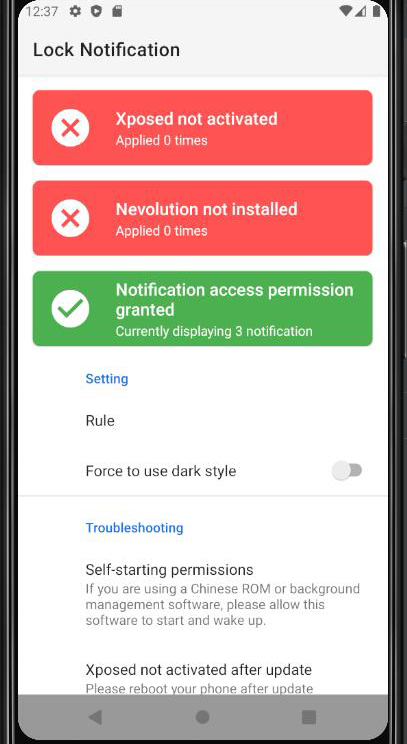 12:37
Lock Notification
Xposed not activated
Applied 0 times
Nevolution not installed
Applied 0 times
Notification access permission
granted
Currently displaying 3 notification
Setting
Rule
Force to use dark style
Troubleshooting
Self-starting permissions
If you are using a Chinese ROM or background
management software, please allow this
software to start and wake up.
Xposed not activated after update
Please reboot your phone after update